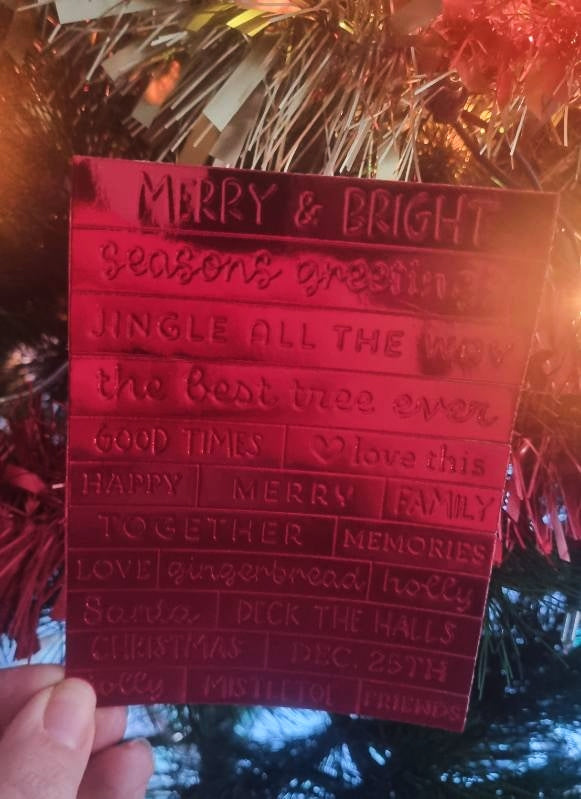 MERRY & BRIGHT
seasons greetings
JINGLE ALL THE WAY
the best tree ever
GOOD TIMES ♡ love this
HAPPY MERRY FAMILY
TOGETHER MEMORIES
LOVE gingerbread holly
Santa DECK THE HALLS
CHRISTMAS DEC. 25TH
MISTLETOE FRIENDS